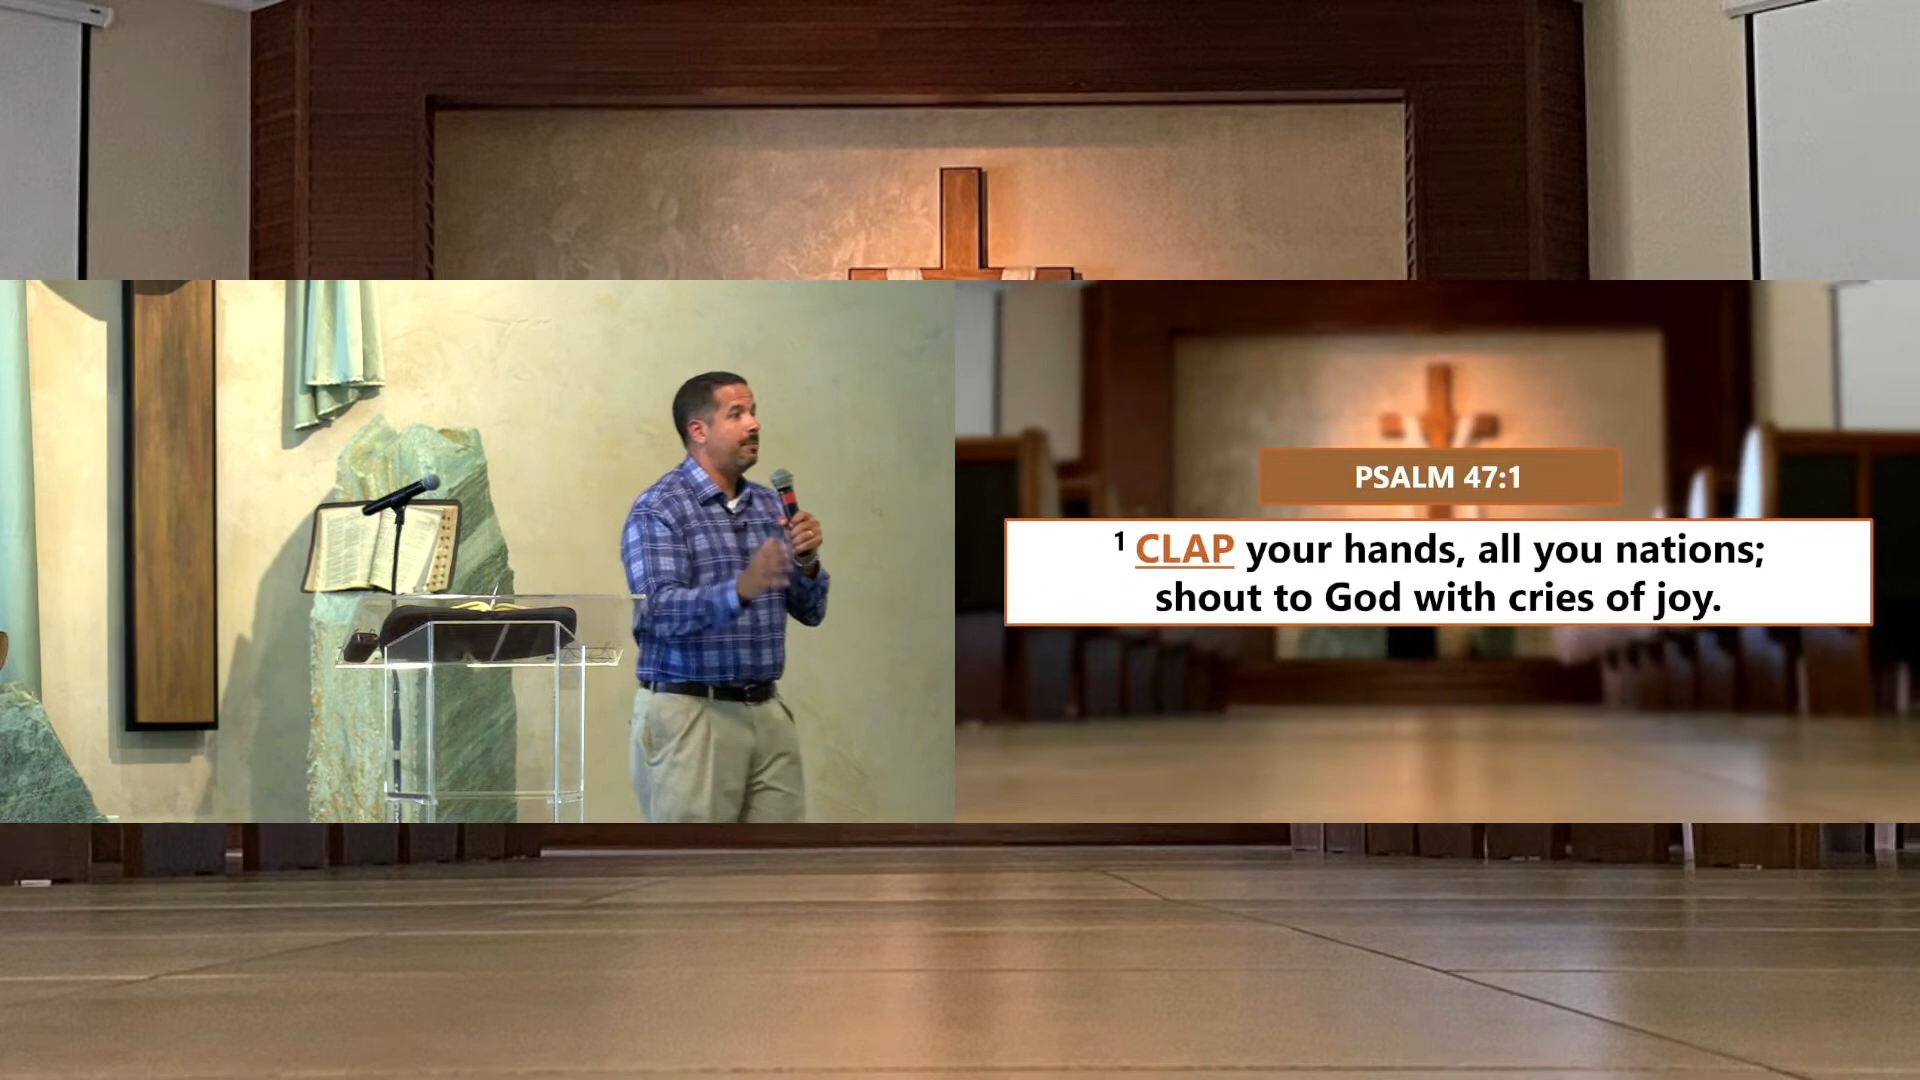 PSALM 47:1
1 CLAP your hands, all you nations;
shout to God with cries of joy.